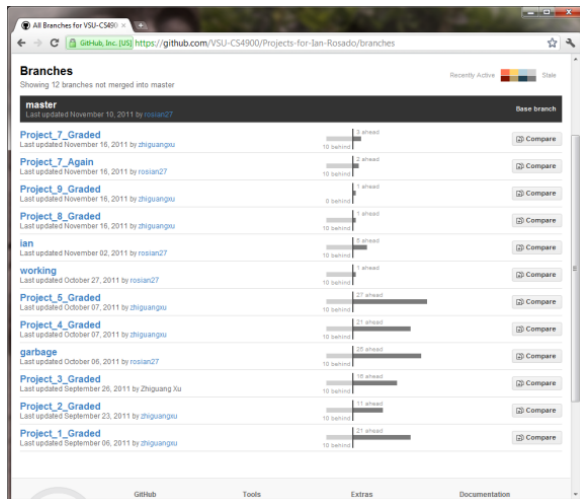 All Branches for VSU-CS490
GitHub, Inc. [US] https://github.com/VSU-CS4900/Projects-for-Ian-Rosado/branches
Branches
Showing 12 branches not merged into master
Recently Active Stale
master
Last updated November 10, 2011 by rosian27
Base branch
Project_7_Graded
Last updated November 16, 2011 by zhiguangxu
3 ahead
10 behind
Compare
Project_7_Again
Last updated November 16, 2011 by rosian27
2 ahead
10 behind
Compare
Project_9_Graded
Last updated November 16, 2011 by zhiguangxu
1 ahead
0 behind
Compare
Project_8_Graded
Last updated November 16, 2011 by zhiguangxu
1 ahead
10 behind
Compare
ian
Last updated November 02, 2011 by rosian27
5 ahead
10 behind
Compare
working
Last updated October 27, 2011 by rosian27
1 ahead
10 behind
Compare
Project_5_Graded
Last updated October 07, 2011 by zhiguangxu
27 ahead
10 behind
Compare
Project_4_Graded
Last updated October 07, 2011 by zhiguangxu
21 ahead
10 behind
Compare
garbage
Last updated October 06, 2011 by rosian27
25 ahead
10 behind
Compare
Project_3_Graded
Last updated September 26, 2011 by Zhiguang Xu
16 ahead
10 behind
Compare
Project_2_Graded
Last updated September 23, 2011 by zhiguangxu
11 ahead
10 behind
Compare
Project_1_Graded
Last updated September 06, 2011 by zhiguangxu
21 ahead
10 behind
Compare
GitHub Tools Extras Documentation